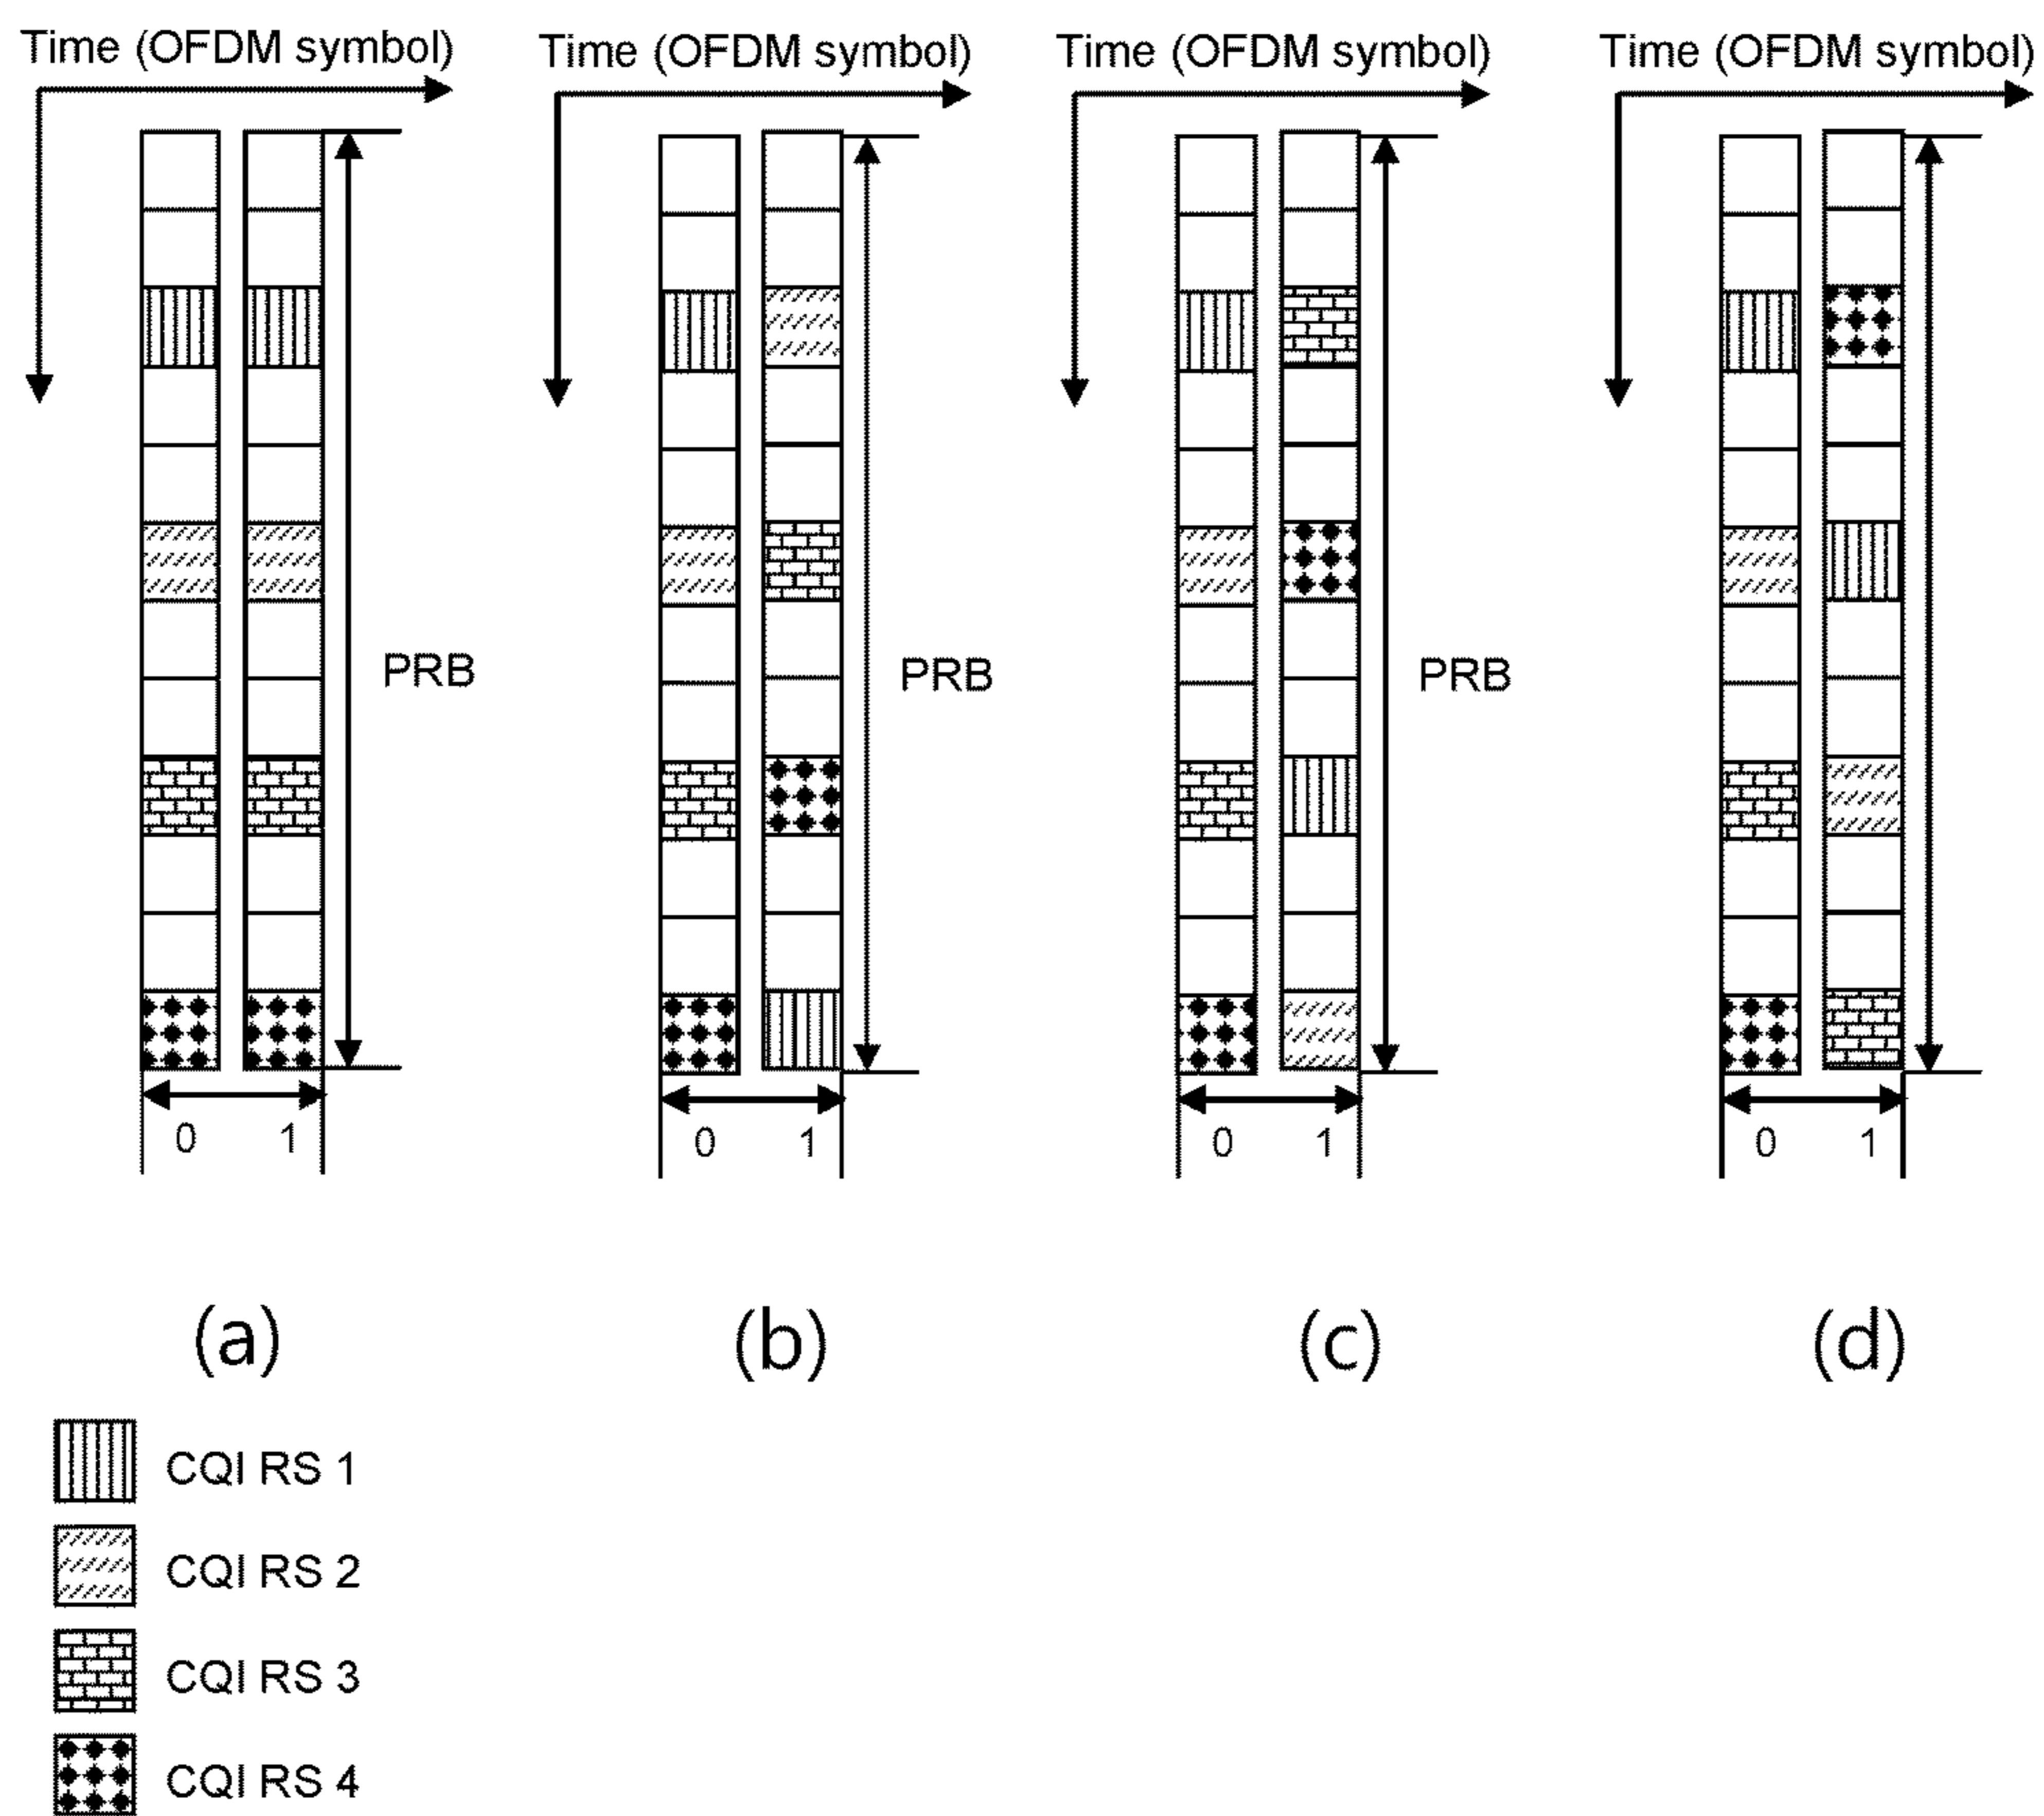 Time (OFDM symbol) Time (OFDM symbol) Time (OFDM symbol) Time (OFDM symbol)
PRB PRB PRB
0 1 0 1 0 1 0 1
(a) (b) (c) (d)
CQI RS 1
CQI RS 2
CQI RS 3
CQI RS 4